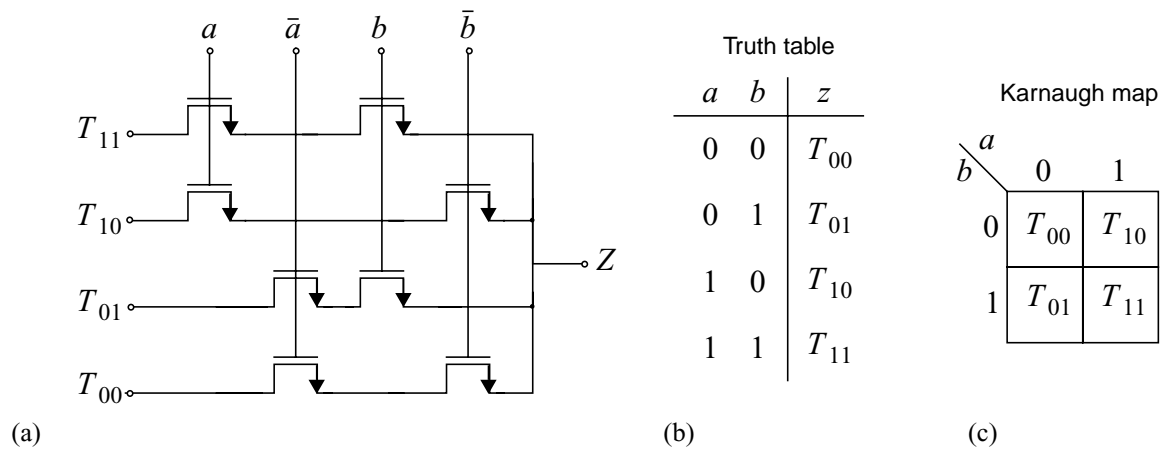 a ā b b̄
T₁₁
T₁₀
T₀₁
T₀₀
Z
(a)
Truth table
a b z
0 0 T₀₀
0 1 T₀₁
1 0 T₁₀
1 1 T₁₁
(b)
Karnaugh map
a
b 0 1
0 T₀₀ T₁₀
1 T₀₁ T₁₁
(c)